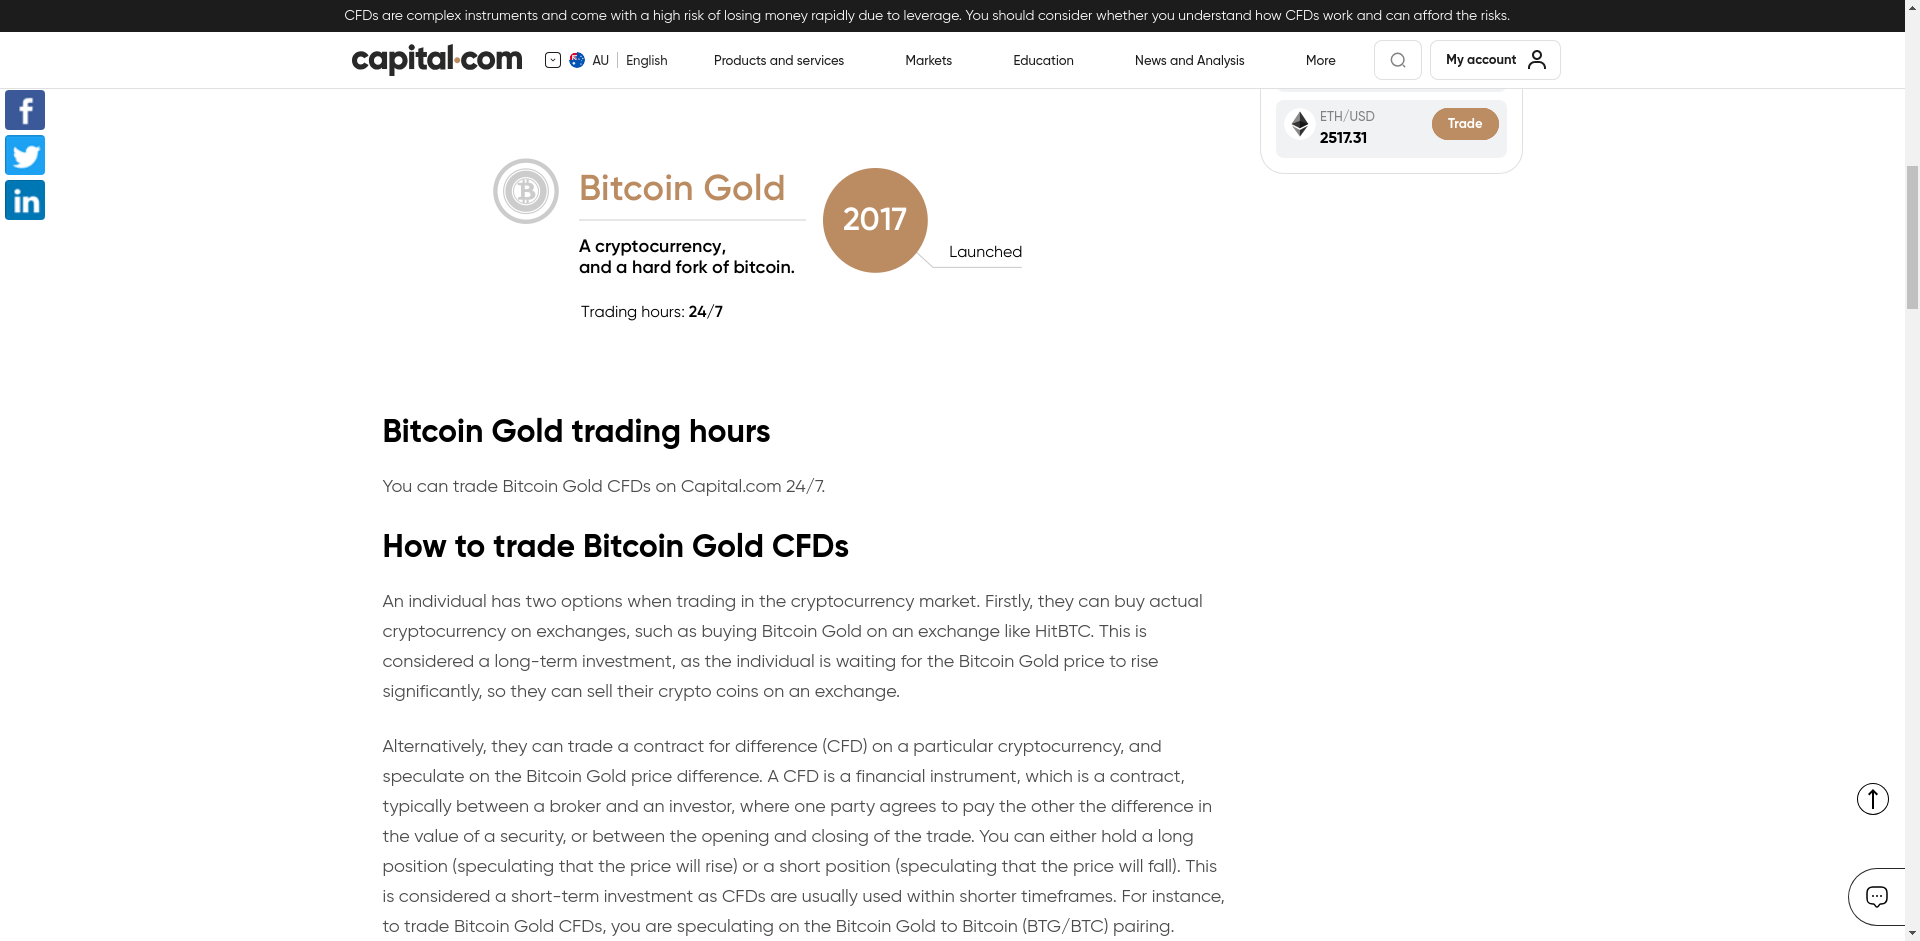 CFDs are complex instruments and come with a high risk of losing money rapidly due to leverage. You should consider whether you understand how CFDs work and can afford the risks.
capital.com AU English Products and services Markets Education News and Analysis More My account
ETH/USD
2517.31
Trade
Bitcoin Gold
2017
Launched
A cryptocurrency,
and a hard fork of bitcoin.
Trading hours: 24/7
Bitcoin Gold trading hours
You can trade Bitcoin Gold CFDs on Capital.com 24/7.
How to trade Bitcoin Gold CFDs
An individual has two options when trading in the cryptocurrency market. Firstly, they can buy actual
cryptocurrency on exchanges, such as buying Bitcoin Gold on an exchange like HitBTC. This is
considered a long-term investment, as the individual is waiting for the Bitcoin Gold price to rise
significantly, so they can sell their crypto coins on an exchange.
Alternatively, they can trade a contract for difference (CFD) on a particular cryptocurrency, and
speculate on the Bitcoin Gold price difference. A CFD is a financial instrument, which is a contract,
typically between a broker and an investor, where one party agrees to pay the other the difference in
the value of a security, or between the opening and closing of the trade. You can either hold a long
position (speculating that the price will rise) or a short position (speculating that the price will fall). This
is considered a short-term investment as CFDs are usually used within shorter timeframes. For instance,
to trade Bitcoin Gold CFDs, you are speculating on the Bitcoin Gold to Bitcoin (BTG/BTC) pairing.